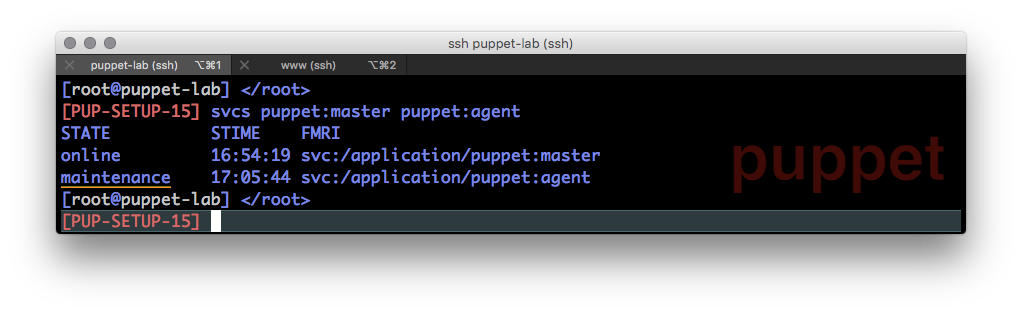 ssh puppet-lab (ssh)
puppet-lab (ssh) ⌥⌘1 www (ssh) ⌥⌘2
[root@puppet-lab] </root>
[PUP-SETUP-15] svcs puppet:master puppet:agent
STATE STIME FMRI
online 16:54:19 svc:/application/puppet:master
maintenance 17:05:44 svc:/application/puppet:agent
[root@puppet-lab] </root>
[PUP-SETUP-15]
puppet